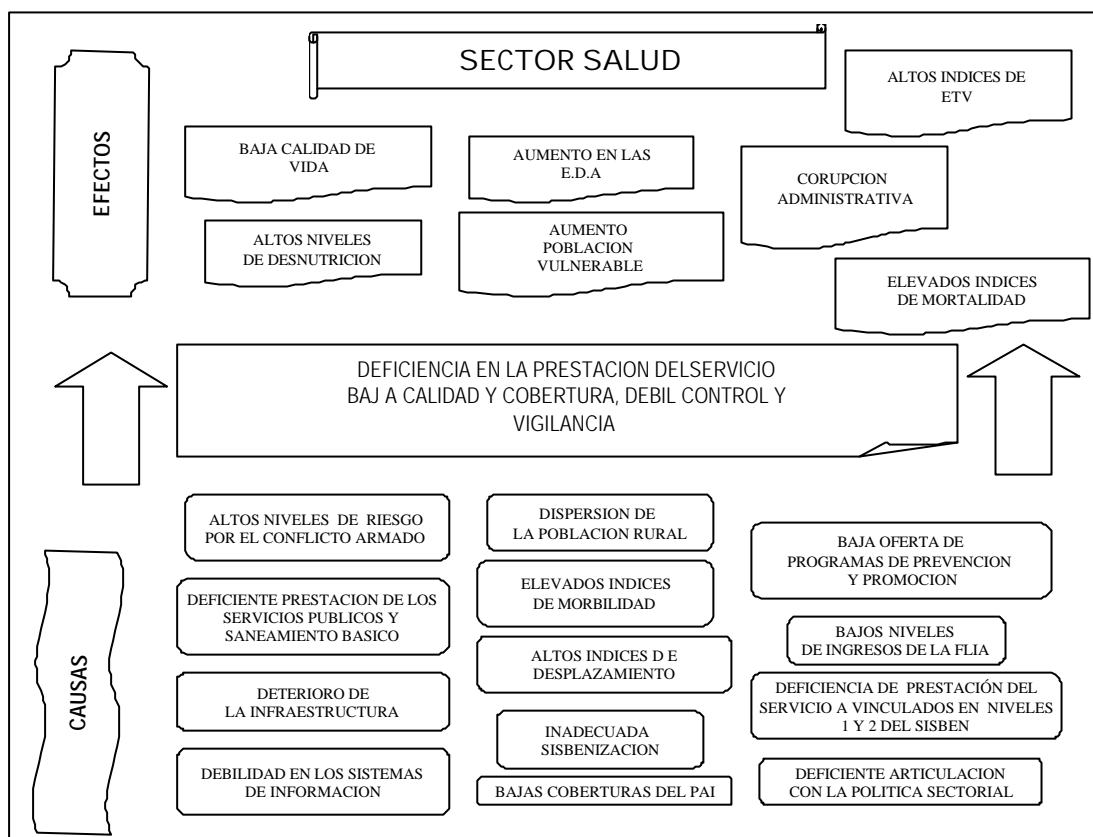 SECTOR SALUD
EFECTOS
ALTOS INDICES DE
ETV
BAJA CALIDAD DE
VIDA
AUMENTO EN LAS
E.D.A
CORUPCION
ADMINISTRATIVA
ALTOS NIVELES
DE DESNUTRICION
AUMENTO
POBLACION
VULNERABLE
ELEVADOS INDICES
DE MORTALIDAD
DEFICIENCIA EN LA PRESTACION DELSERVICIO
BAJ A CALIDAD Y COBERTURA, DEBIL CONTROL Y
VIGILANCIA
CAUSAS
ALTOS NIVELES DE RIESGO
POR EL CONFLICTO ARMADO
DEFICIENTE PRESTACION DE LOS
SERVICIOS PUBLICOS Y
SANEAMIENTO BASICO
DETERIORO DE
LA INFRAESTRUCTURA
DEBILIDAD EN LOS SISTEMAS
DE INFORMACION
DISPERSION DE
LA POBLACION RURAL
ELEVADOS INDICES
DE MORBILIDAD
ALTOS INDICES D E
DESPLAZAMIENTO
INADECUADA
SISBENIZACION
BAJAS COBERTURAS DEL PAI
BAJA OFERTA DE
PROGRAMAS DE PREVENCION
Y PROMOCION
BAJOS NIVELES
DE INGRESOS DE LA FLIA
DEFICIENCIA DE PRESTACIÓN DEL
SERVICIO A VINCULADOS EN NIVELES
1 Y 2 DEL SISBEN
DEFICIENTE ARTICULACION
CON LA POLITICA SECTORIAL